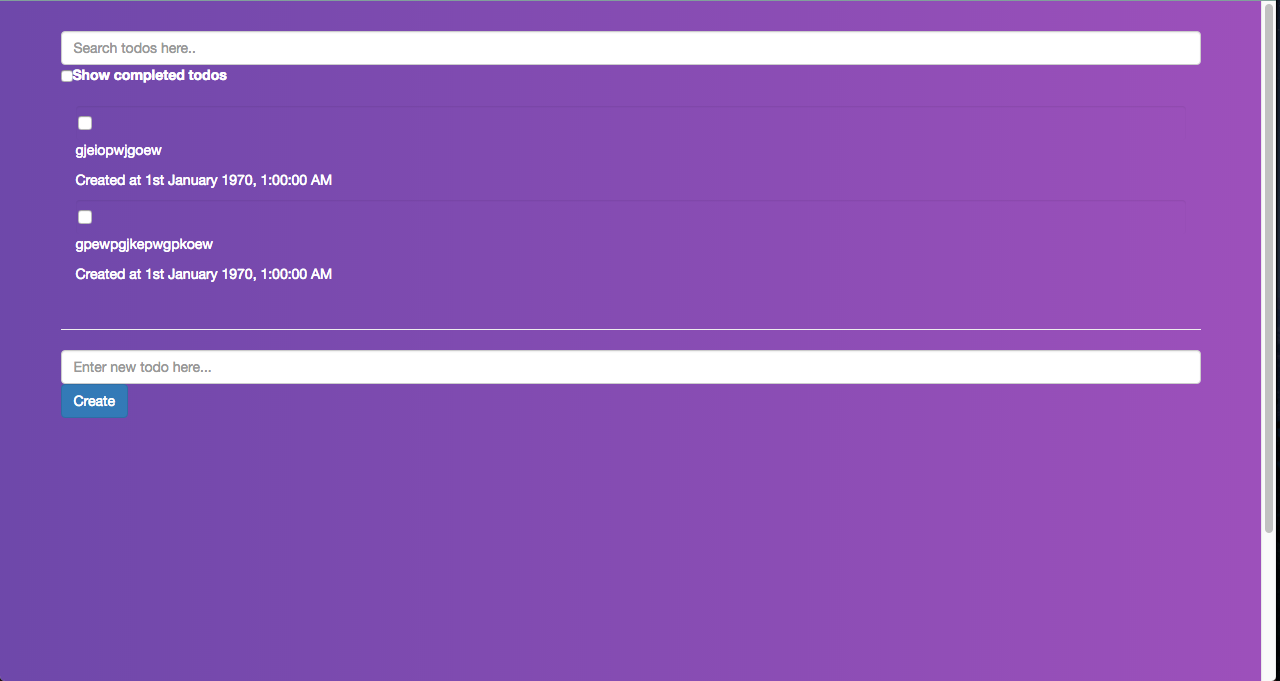 Search todos here..
Show completed todos
gjeiopwjgoew
Created at 1st January 1970, 1:00:00 AM
gpewpgjkepwgpkoew
Created at 1st January 1970, 1:00:00 AM
Enter new todo here...
Create